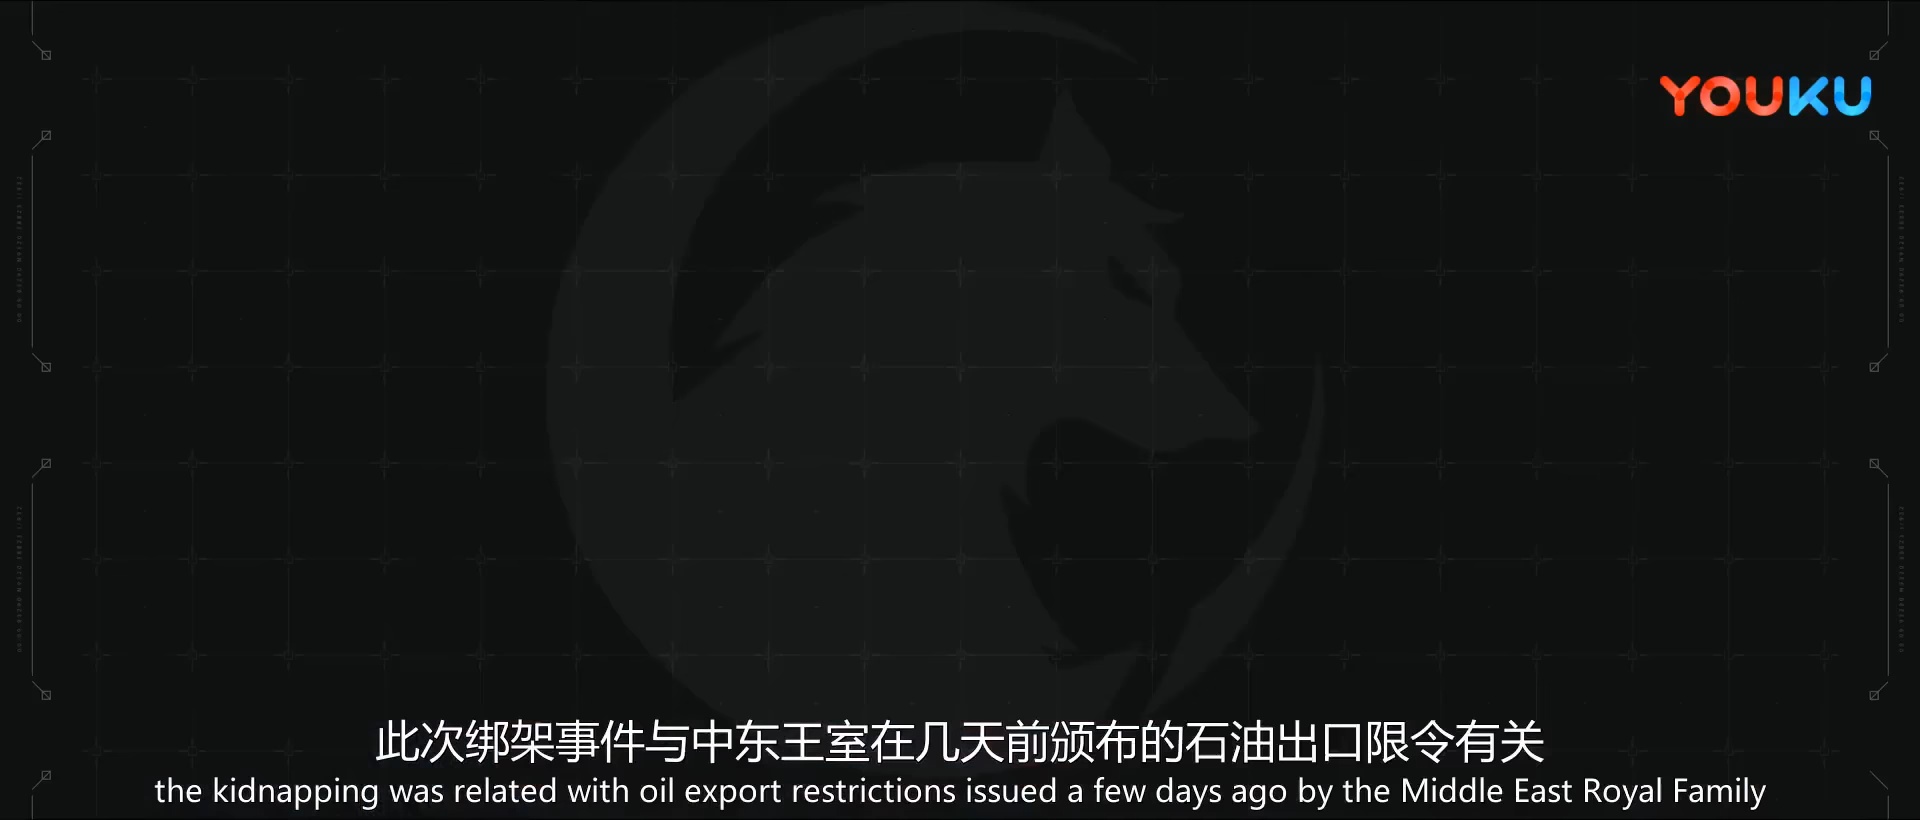 YOUKU
此次绑架事件与中东王室在几天前颁布的石油出口限令有关
the kidnapping was related with oil export restrictions issued a few days ago by the Middle East Royal Family